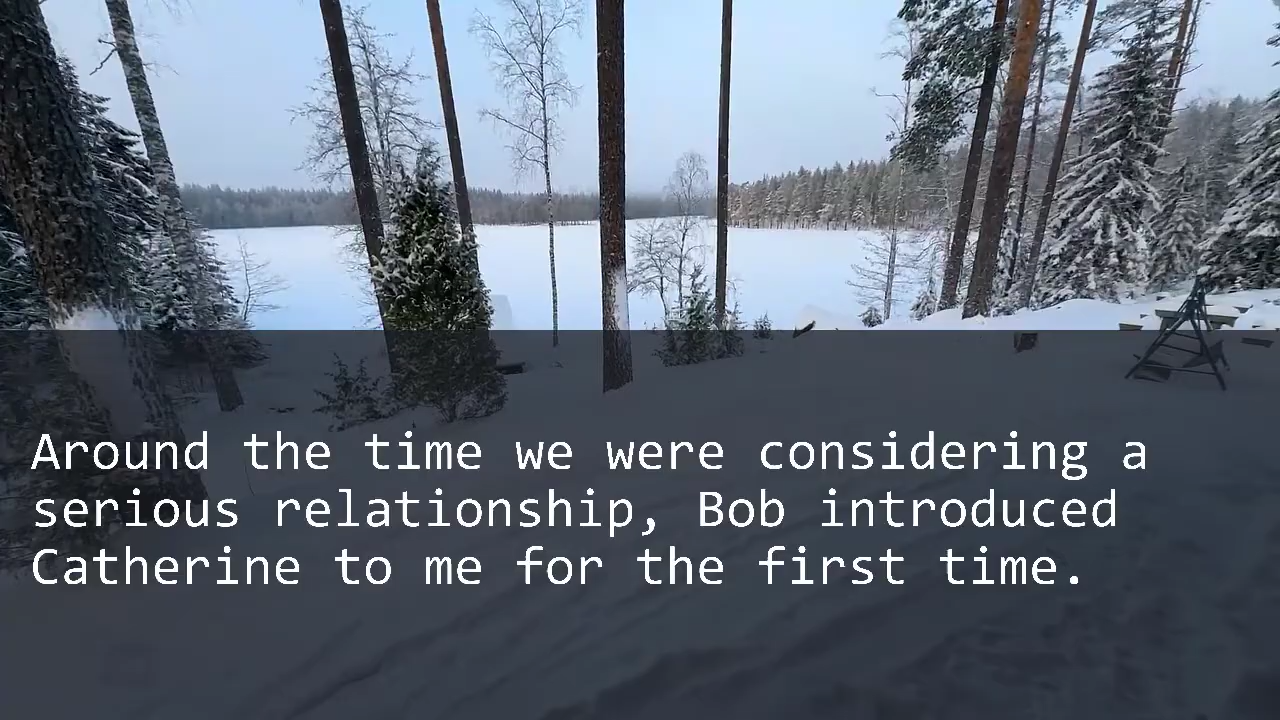 Around the time we were considering a
serious relationship, Bob introduced
Catherine to me for the first time.